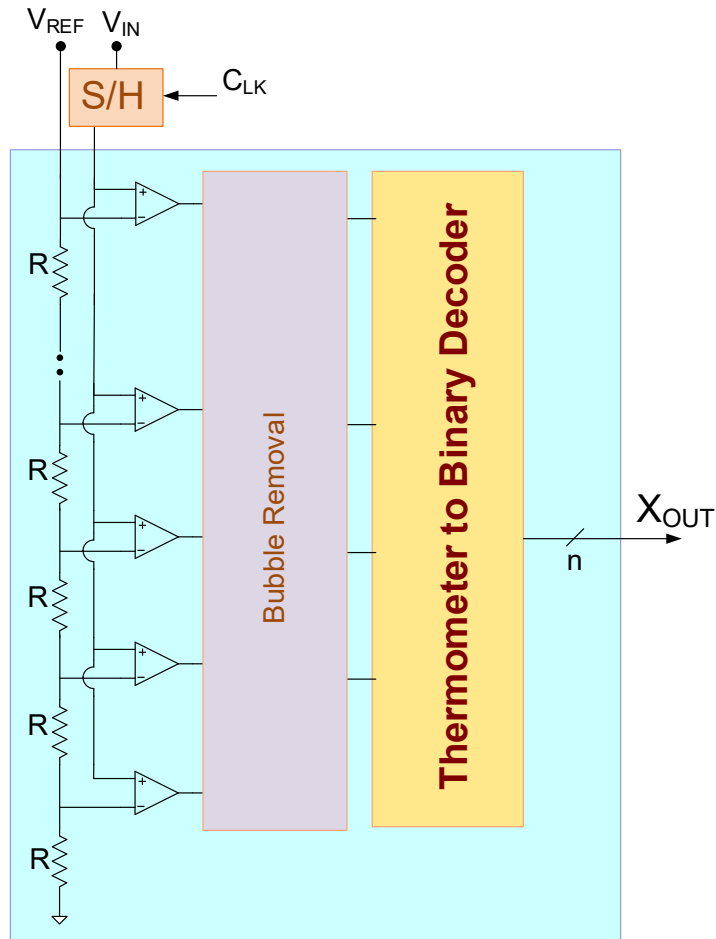 VREF
VIN
S/H
CLK
R
R
R
R
R
+
−
+
−
+
−
+
−
+
−
Bubble Removal
Thermometer to Binary Decoder
XOUT
n